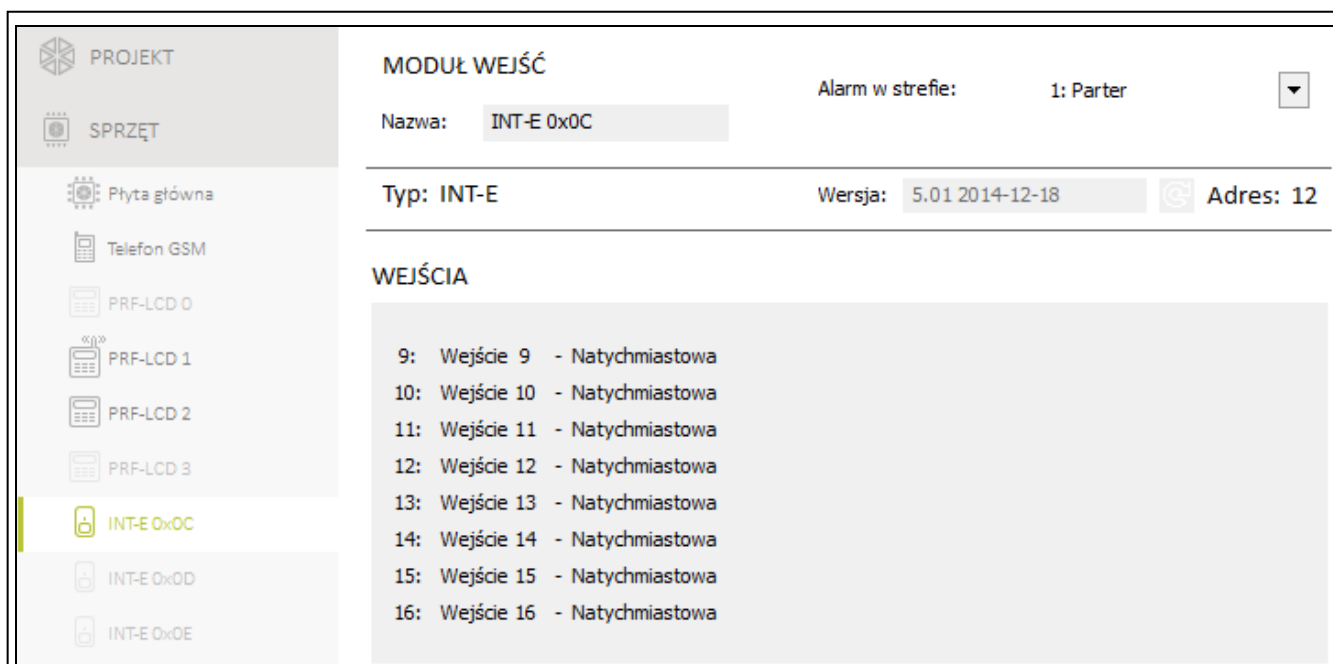 PROJEKT
SPRZĘT
Płyta główna
Telefon GSM
PRF-LCD 0
PRF-LCD 1
PRF-LCD 2
PRF-LCD 3
INT-E 0x0C
INT-E 0x0D
INT-E 0x0E
MODUŁ WEJŚĆ
Nazwa: INT-E 0x0C
Alarm w strefie: 1: Parter
Typ: INT-E Wersja: 5.01 2014-12-18 Adres: 12
WEJŚCIA
9: Wejście 9 - Natychmiastowa
10: Wejście 10 - Natychmiastowa
11: Wejście 11 - Natychmiastowa
12: Wejście 12 - Natychmiastowa
13: Wejście 13 - Natychmiastowa
14: Wejście 14 - Natychmiastowa
15: Wejście 15 - Natychmiastowa
16: Wejście 16 - Natychmiastowa